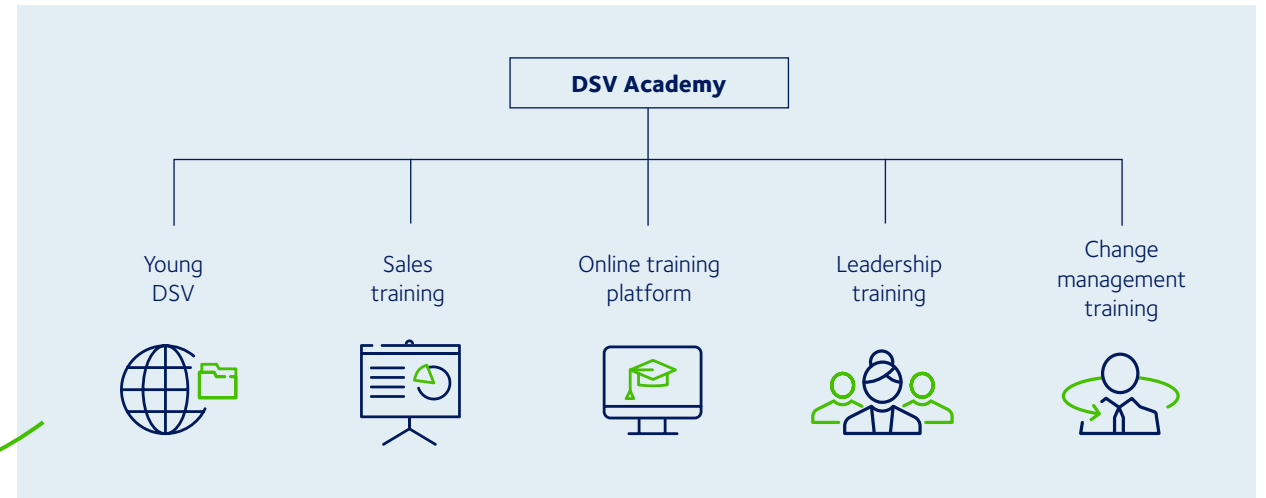 DSV Academy
Young
DSV
Sales
training
Online training
platform
Leadership
training
Change
management
training